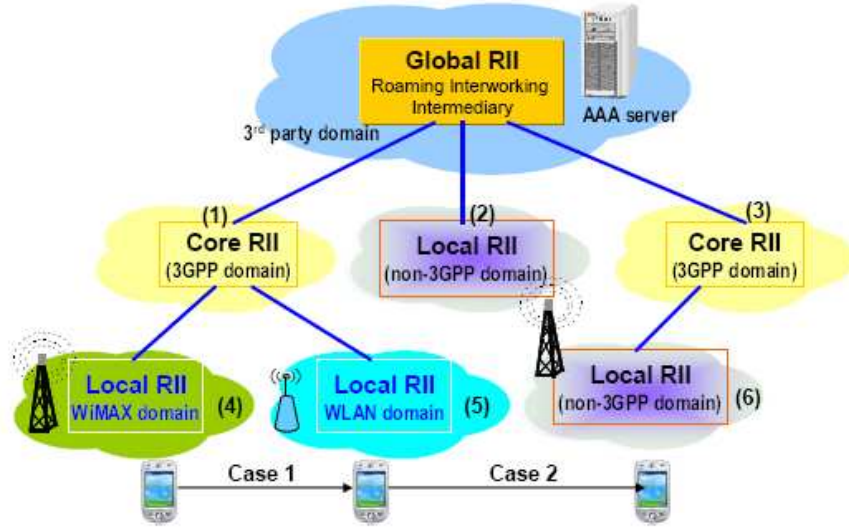 Global RII
Roaming Interworking
Intermediary
AAA server
3rd party domain
(1)
Core RII
(3GPP domain)
(2)
Local RII
(non-3GPP domain)
(3)
Core RII
(3GPP domain)
Local RII
WiMAX domain
(4)
Local RII
WLAN domain
(5)
Local RII
(non-3GPP domain)
(6)
Case 1
Case 2